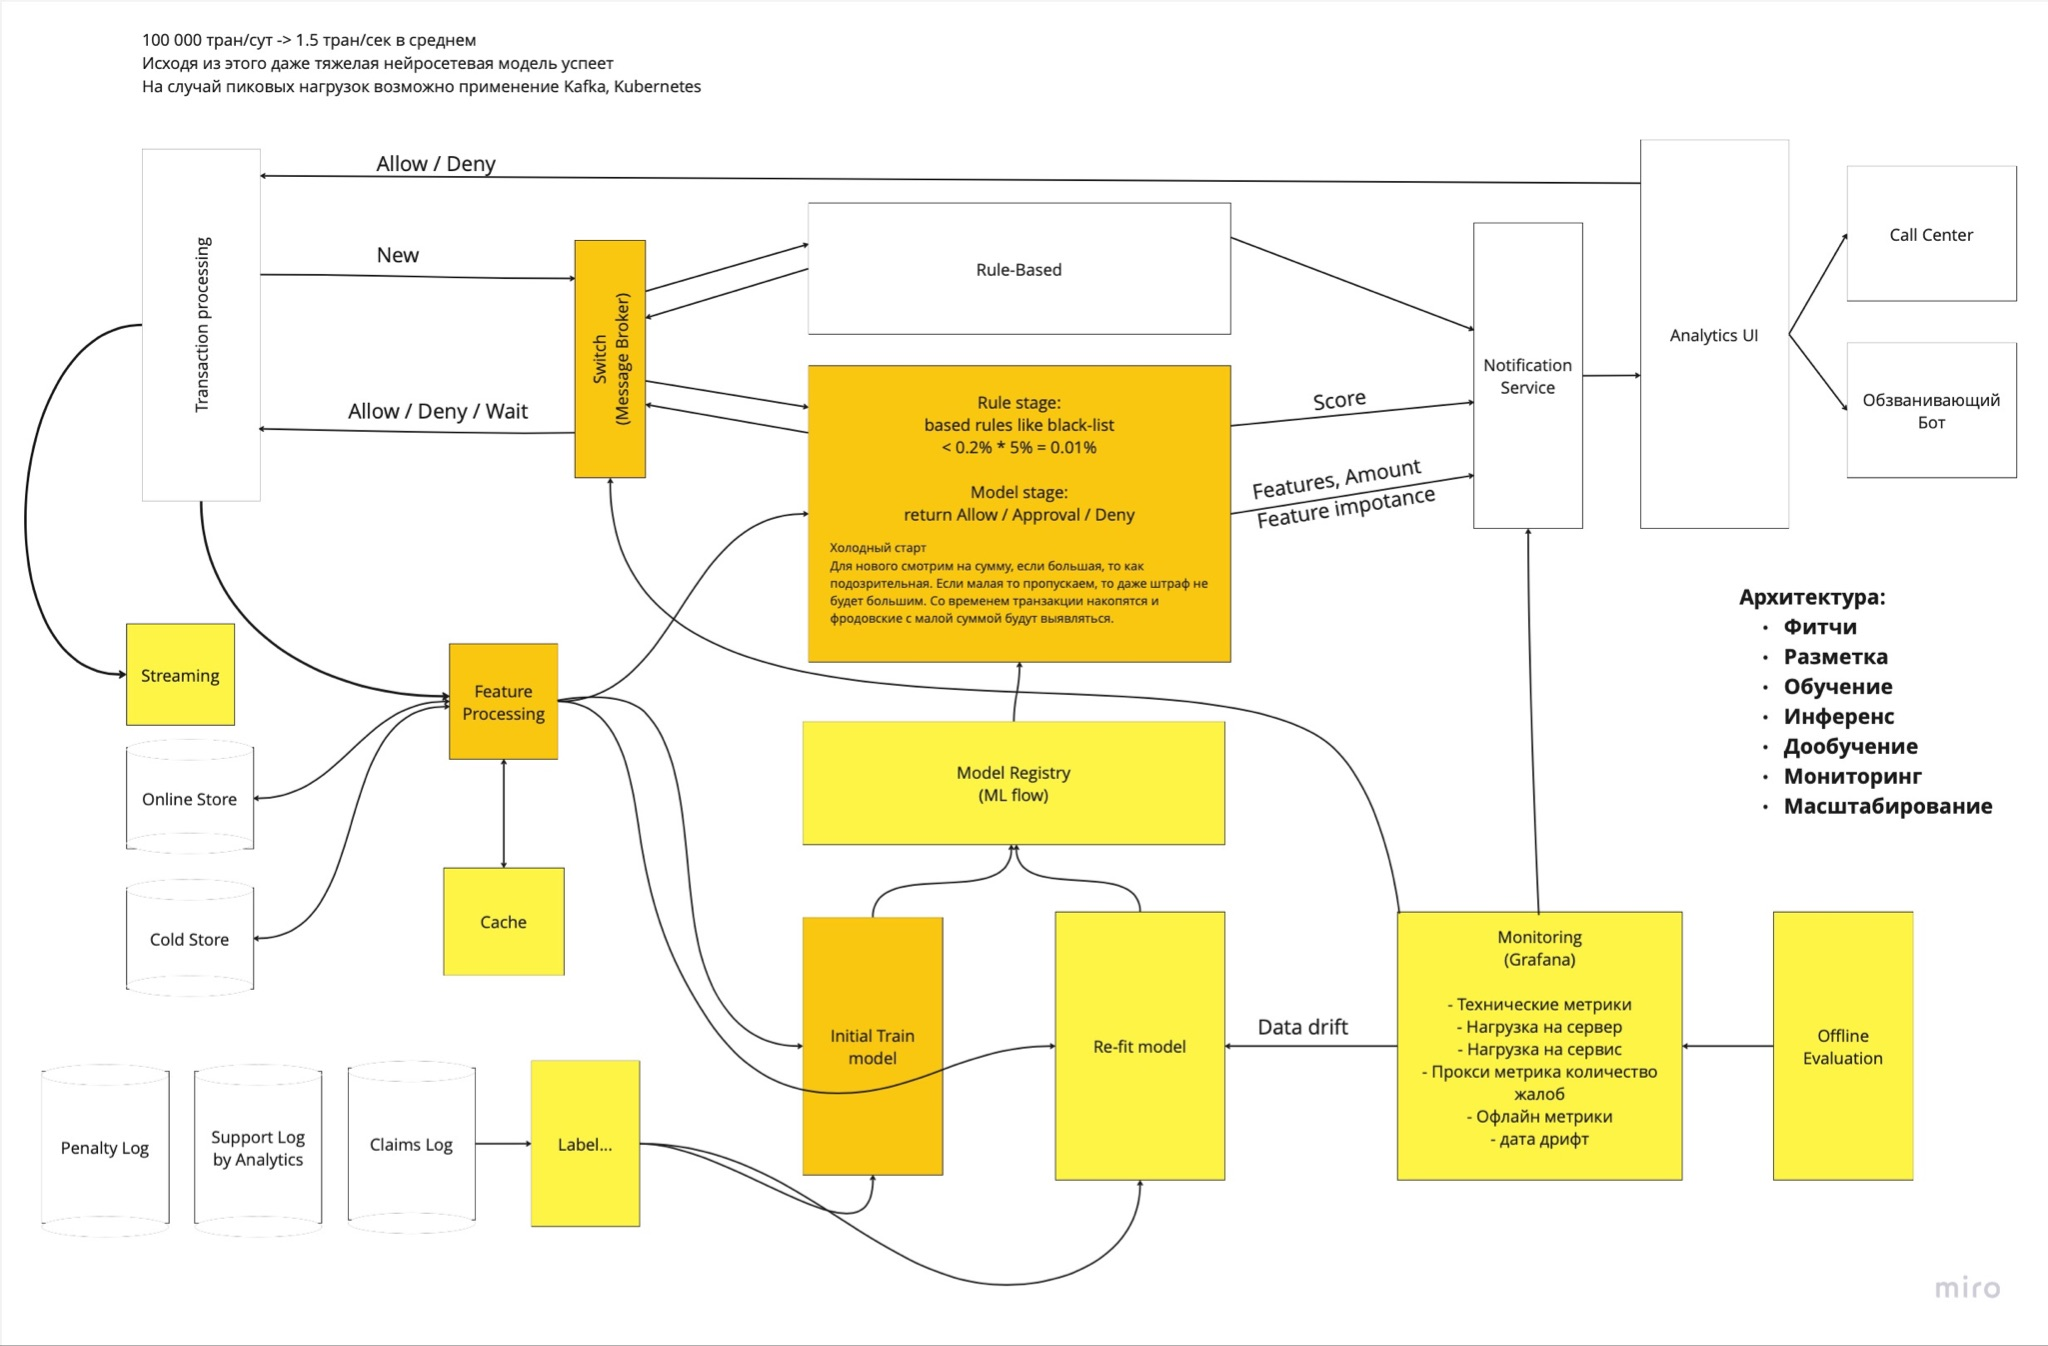 100 000 тран/сут -> 1.5 тран/сек в среднем
Исходя из этого даже тяжелая нейросетевая модель успеет
На случай пиковых нагрузок возможно применение Kafka, Kubernetes
Allow / Deny
Transaction processing
New
Allow / Deny / Wait
Switch
(Message Broker)
Rule-Based
Rule stage:
based rules like black-list
< 0.2% * 5% = 0.01%
Model stage:
return Allow / Approval / Deny
Холодный старт
Для нового смотрим на сумму, если большая, то как
подозрительная. Если малая то пропускаем, то даже штраф не
будет большим. Со временем транзакции накопятся и
фродовские с малой суммой будут выявляться.
Score
Features, Amount
Feature impotance
Notification
Service
Analytics UI
Call Center
Обзванивающий
Бот
Архитектура:
· Фитчи
· Разметка
· Обучение
· Инференс
· Дообучение
· Мониторинг
· Масштабирование
Streaming
Feature
Processing
Online Store
Cold Store
Cache
Model Registry
(ML flow)
Initial Train
model
Re-fit model
Data drift
Monitoring
(Grafana)
- Технические метрики
- Нагрузка на сервер
- Нагрузка на сервис
- Прокси метрика количество
жалоб
- Офлайн метрики
- дата дрифт
Offline
Evaluation
Penalty Log
Support Log
by Analytics
Claims Log
Label...
miro